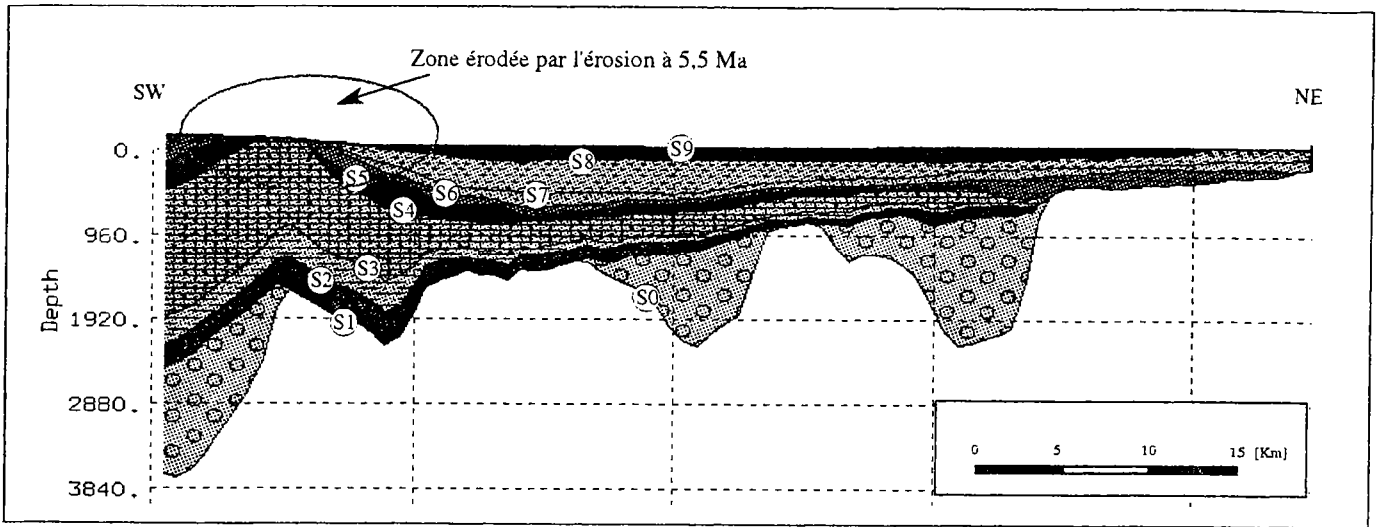 Zone érodée par l'érosion à 5,5 Ma
SW
NE
0.
960.
1920.
2880.
3840.
Depth
S9
S8
S5
S6
S7
S4
S3
S2
S1
S0
0 5 10 15 [Km]